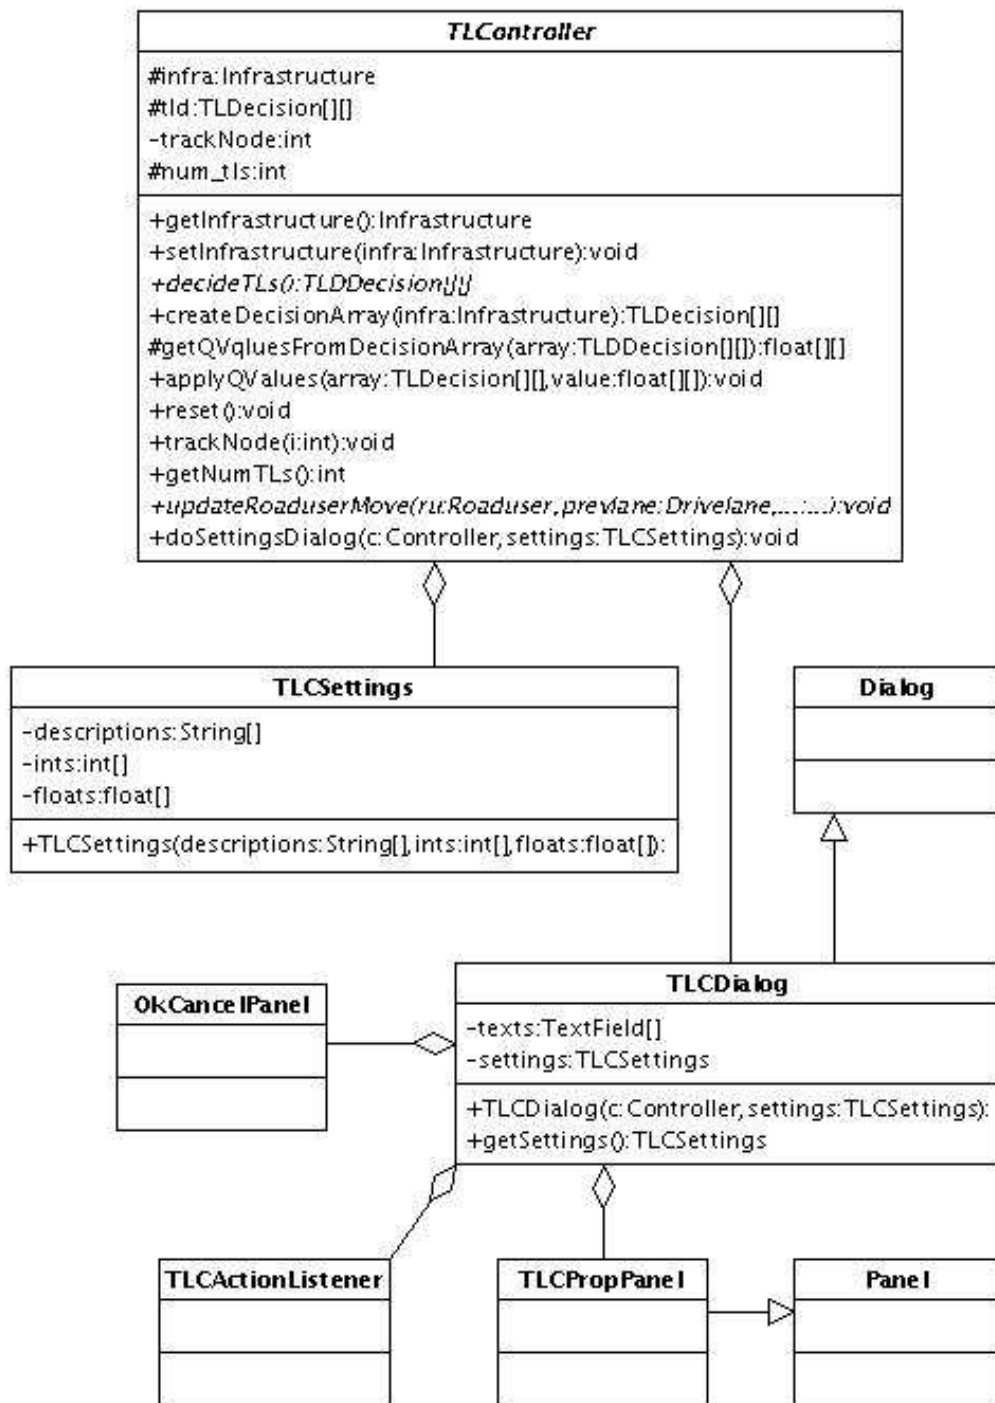 TLController
#infra:Infrastructure
#tld:TLDecision[][]
-trackNode:int
#num_tls:int
+getInfrastructure():Infrastructure
+setInfrastructure(infra:Infrastructure):void
+decideTLs():TLDDecision[][]
+createDecisionArray(infra:Infrastructure):TLDecision[][]
#getQVqluesFromDecisionArray(array:TLDDecision[][]):float[][]
+applyQValues(array:TLDecision[][],value:float[][]):void
+reset():void
+trackNode(i:int):void
+getNumTLs():int
+updateRoaduserMove(ru:Roaduser,prevlane:Drivelane,...:...):void
+doSettingsDialog(c:Controller,settings:TLCSettings):void
TLCSettings
-descriptions:String[]
-ints:int[]
-floats:float[]
+TLCSettings(descriptions:String[],ints:int[],floats:float[]):
Dialog
OkCancelPanel
TLCDialog
-texts:TextField[]
-settings:TLCSettings
+TLCDialog(c:Controller,settings:TLCSettings):
+getSettings():TLCSettings
TLCActionListener
TLCPropPanel
Panel